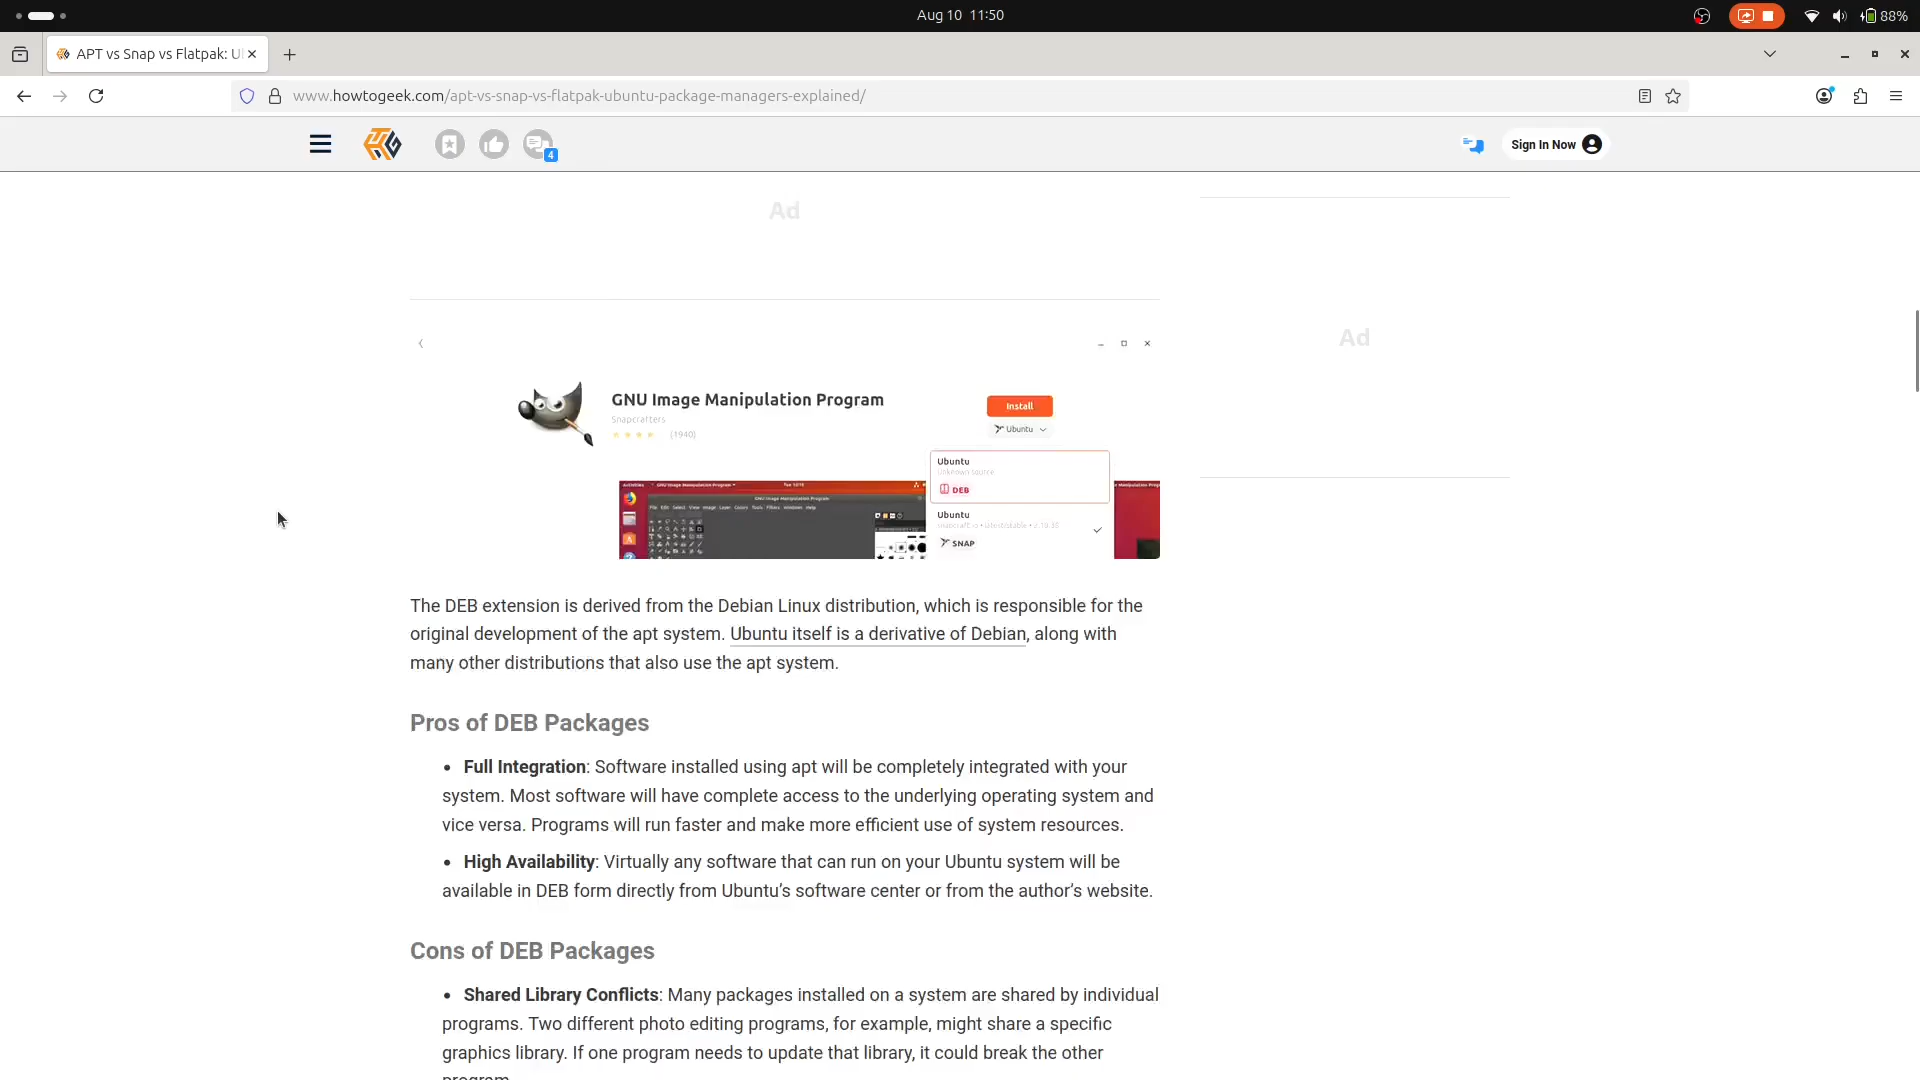 Aug 10 11:50
88%
APT vs Snap vs Flatpak: U
www.howtogeek.com/apt-vs-snap-vs-flatpak-ubuntu-package-managers-explained/
4
Sign In Now
Ad
Ad
GNU Image Manipulation Program
Snapcrafters
(1940)
Install
Ubuntu
Ubuntu
Unknown source
DEB
Ubuntu
SNAP
The DEB extension is derived from the Debian Linux distribution, which is responsible for the
original development of the apt system. Ubuntu itself is a derivative of Debian, along with
many other distributions that also use the apt system.
Pros of DEB Packages
• Full Integration: Software installed using apt will be completely integrated with your
system. Most software will have complete access to the underlying operating system and
vice versa. Programs will run faster and make more efficient use of system resources.
• High Availability: Virtually any software that can run on your Ubuntu system will be
available in DEB form directly from Ubuntu’s software center or from the author’s website.
Cons of DEB Packages
• Shared Library Conflicts: Many packages installed on a system are shared by individual
programs. Two different photo editing programs, for example, might share a specific
graphics library. If one program needs to update that library, it could break the other
program.